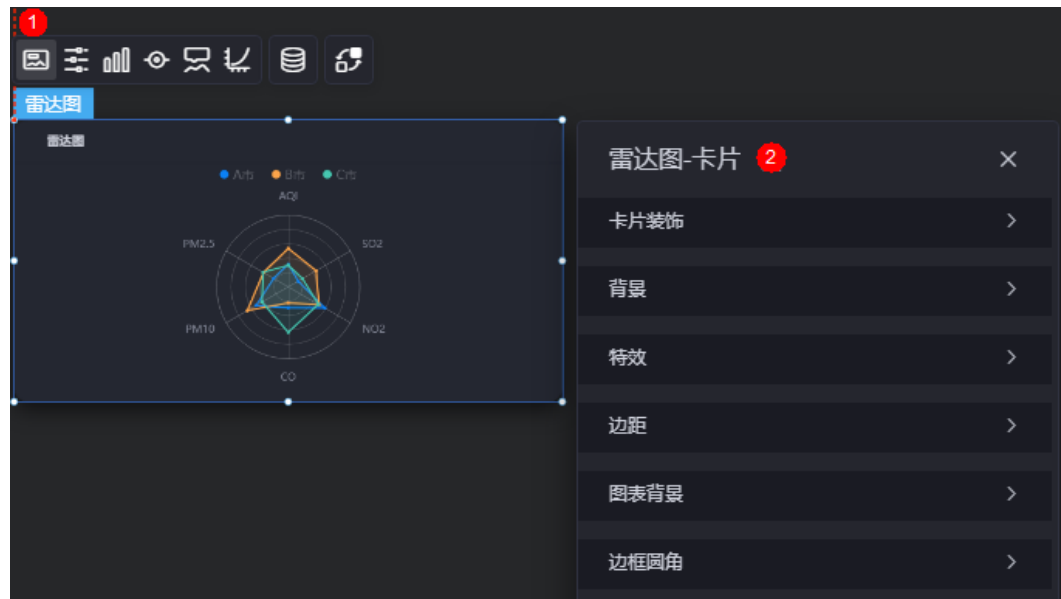 1
雷达图
雷达图
A市 B市 C市
AQI
PM2.5
SO2
PM10
NO2
CO
雷达图-卡片 2
卡片装饰
背景
特效
边距
图表背景
边框圆角